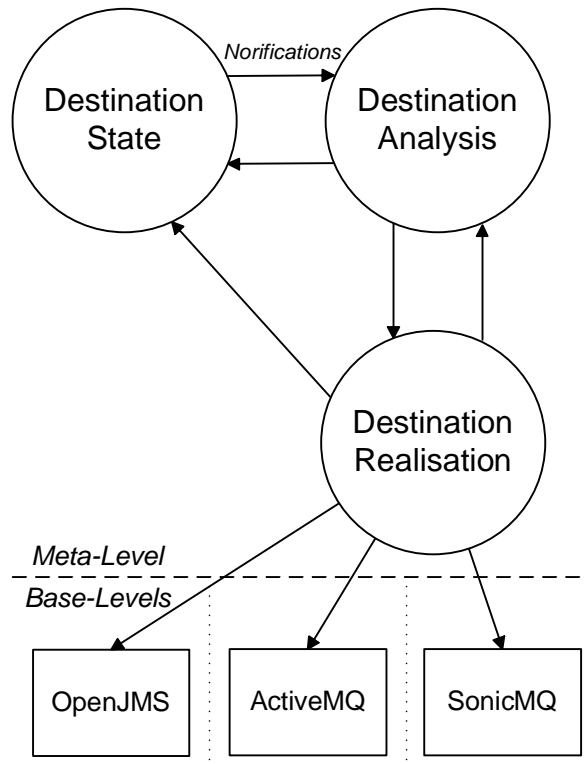 Norifications
Destination
State
Destination
Analysis
Destination
Realisation
Meta-Level
Base-Levels
OpenJMS
ActiveMQ
SonicMQ